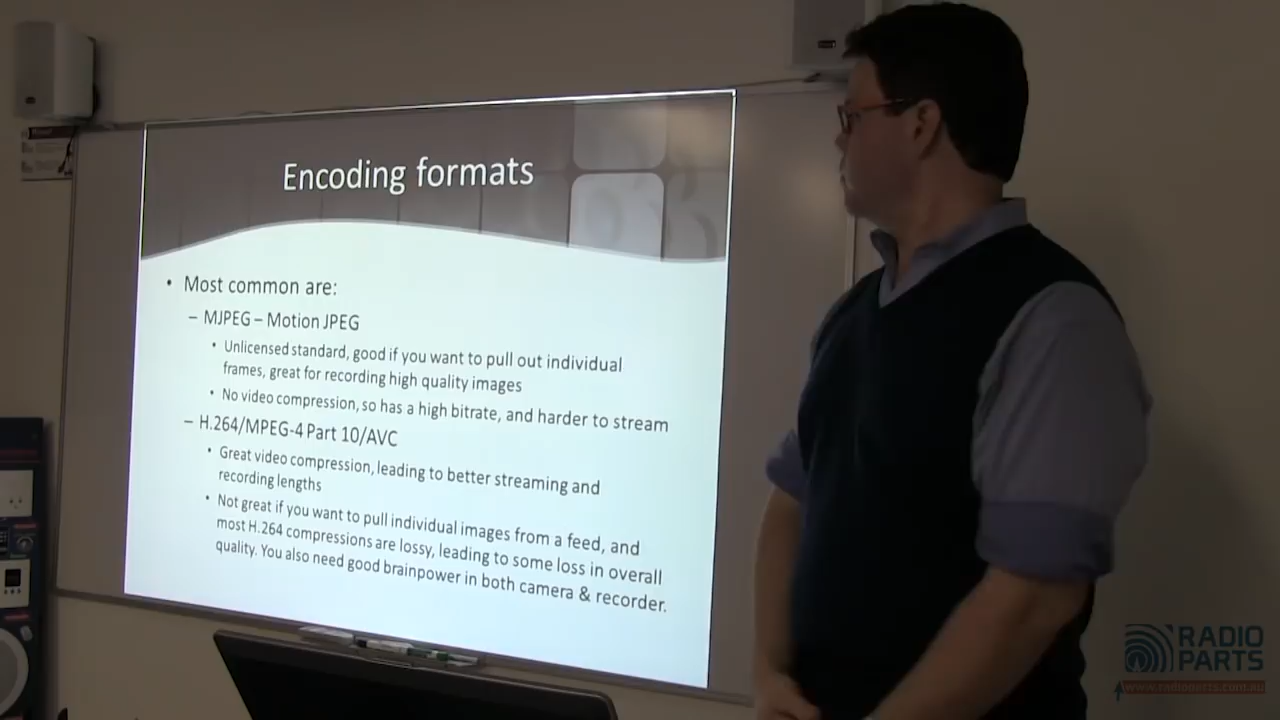 Encoding formats
• Most common are:
– MJPEG – Motion JPEG
• Unlicensed standard, good if you want to pull out individual
frames, great for recording high quality images
• No video compression, so has a high bitrate, and harder to stream
– H.264/MPEG-4 Part 10/AVC
• Great video compression, leading to better streaming and
recording lengths
• Not great if you want to pull individual images from a feed, and
most H.264 compressions are lossy, leading to some loss in overall
quality. You also need good brainpower in both camera & recorder.
RADIO
PARTS
www.radioparts.com.au